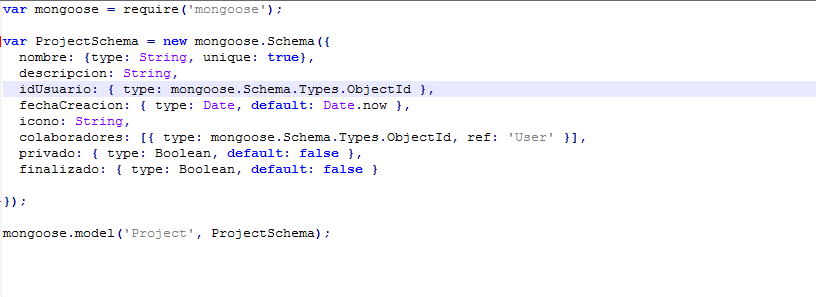 var mongoose = require('mongoose');
var ProjectSchema = new mongoose.Schema({
nombre: {type: String, unique: true},
descripcion: String,
idUsuario: { type: mongoose.Schema.Types.ObjectId },
fechaCreacion: { type: Date, default: Date.now },
icono: String,
colaboradores: [{ type: mongoose.Schema.Types.ObjectId, ref: 'User' }],
privado: { type: Boolean, default: false },
finalizado: { type: Boolean, default: false }
});
mongoose.model('Project', ProjectSchema);